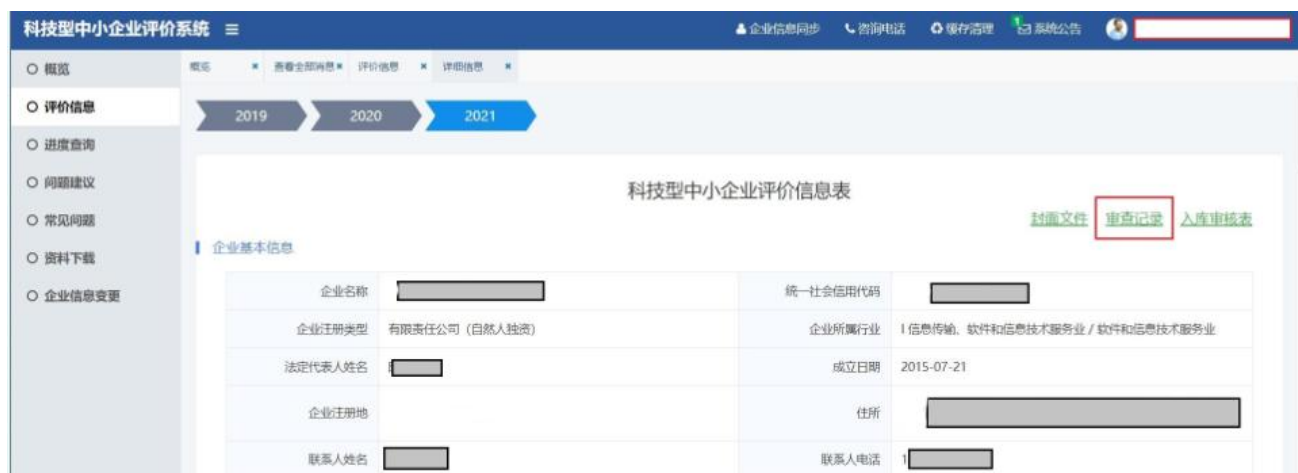 科技型中小企业评价系统
企业信息同步 咨询电话 缓存清理 1 系统公告
概览
评价信息
进度查询
问题建议
常见问题
资料下载
企业信息变更
概览 查看全部消息 评价信息 详细信息
2019 2020 2021
科技型中小企业评价信息表
封面文件 审查记录 入库审核表
企业基本信息
企业名称 统一社会信用代码
企业注册类型 有限责任公司（自然人独资） 企业所属行业 I 信息传输、软件和信息技术服务业 / 软件和信息技术服务业
法定代表人姓名 成立日期 2015-07-21
企业注册地 住所
联系人姓名 联系人电话 1